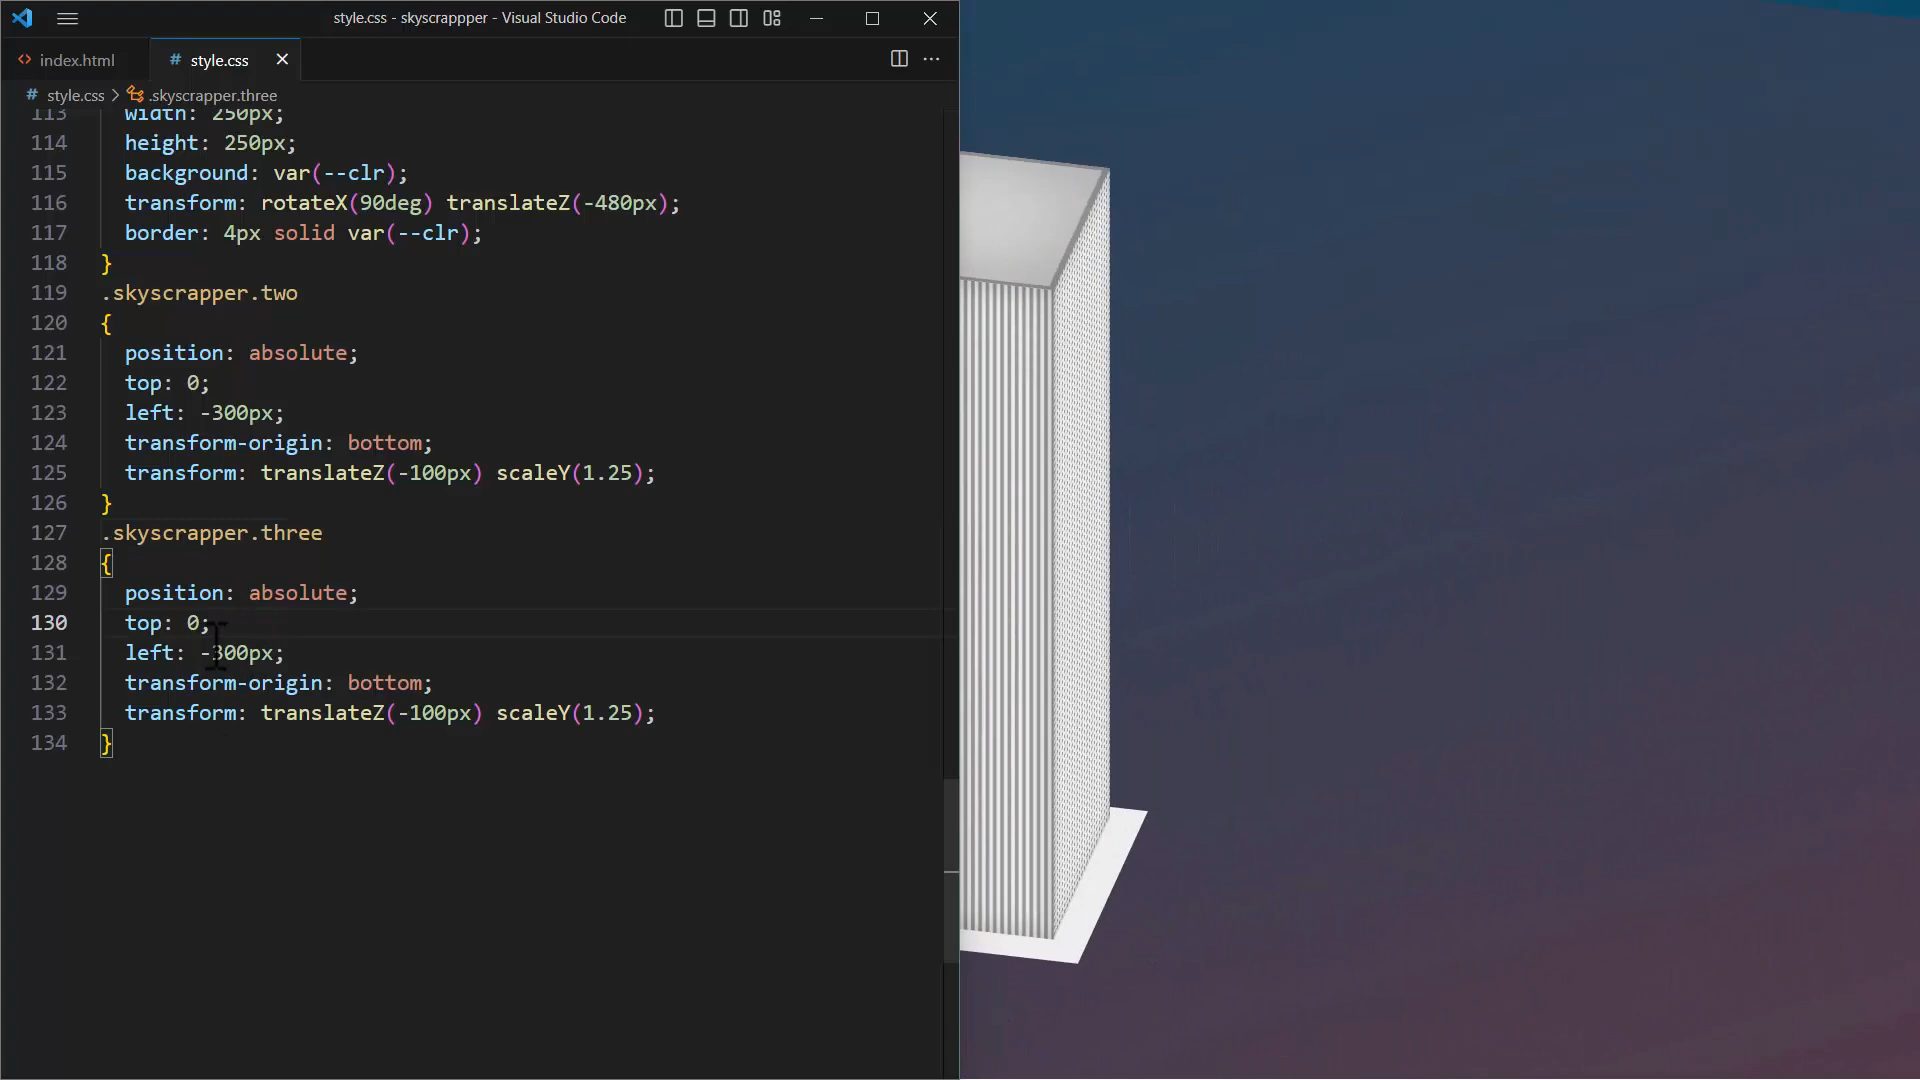 style.css - skyscrappper - Visual Studio Code
index.html
# style.css
# style.css > .skyscrapper.three
113 width: 250px;
114 height: 250px;
115 background: var(--clr);
116 transform: rotateX(90deg) translateZ(-480px);
117 border: 4px solid var(--clr);
118 }
119 .skyscrapper.two
120 {
121 position: absolute;
122 top: 0;
123 left: -300px;
124 transform-origin: bottom;
125 transform: translateZ(-100px) scaleY(1.25);
126 }
127 .skyscrapper.three
128 {
129 position: absolute;
130 top: 0;
131 left: -300px;
132 transform-origin: bottom;
133 transform: translateZ(-100px) scaleY(1.25);
134 }